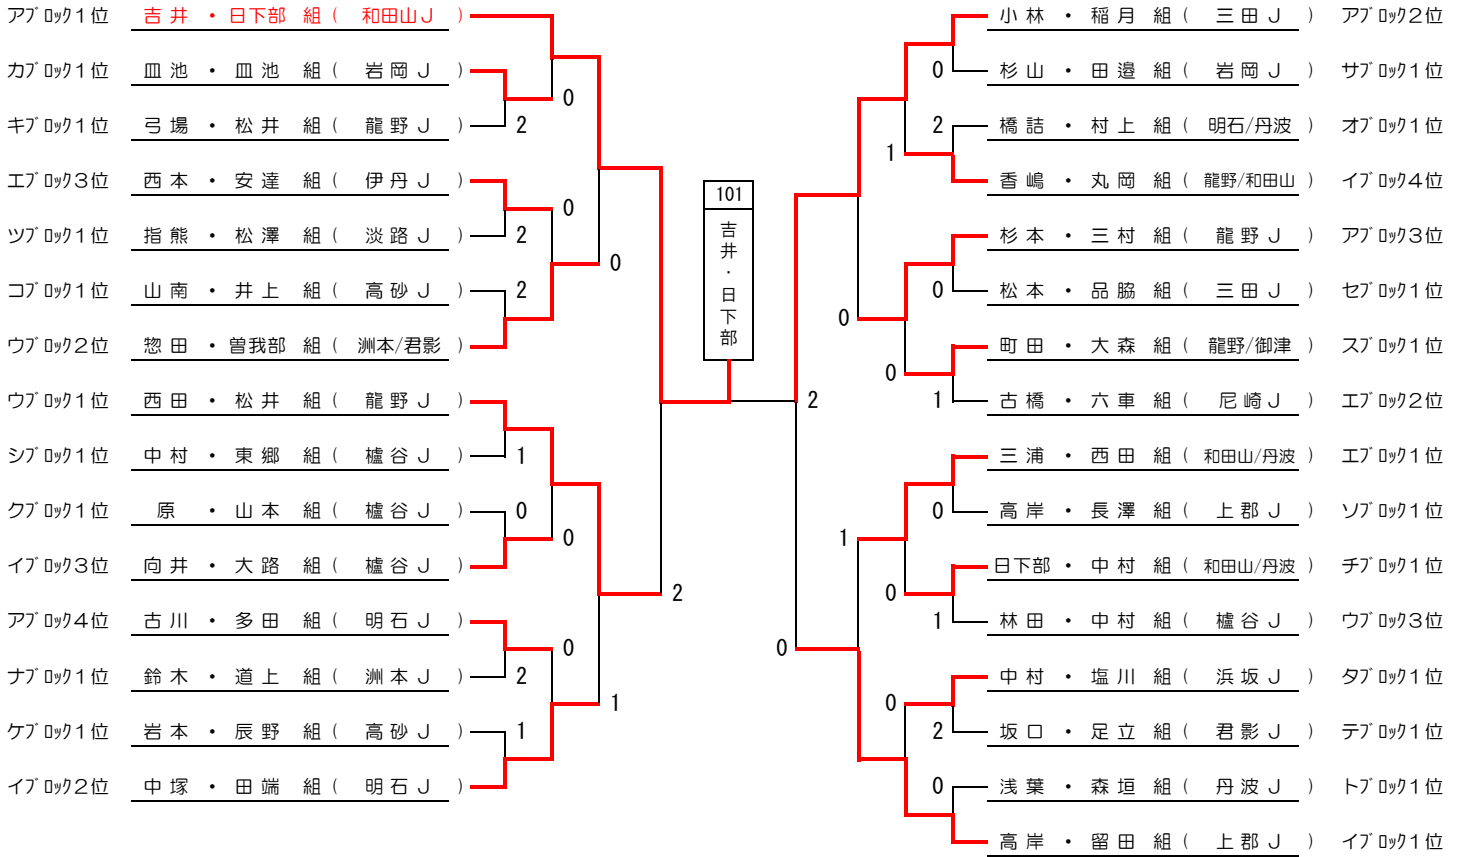 アブロック1位 吉井・日下部 組( 和田山J )
カブロック1位 皿池・皿池 組( 岩岡J )
0
キブロック1位 弓場・松井 組( 龍野J ) 2
エブロック3位 西本・安達 組( 伊丹J )
0
ツブロック1位 指熊・松澤 組( 淡路J ) 2
0
コブロック1位 山南・井上 組( 高砂J ) 2
ウブロック2位 惣田・曽我部 組( 洲本/君影 )
ウブロック1位 西田・松井 組( 龍野J )
シブロック1位 中村・東郷 組( 櫨谷J ) 1
クブロック1位 原・山本 組( 櫨谷J ) 0
0
イブロック3位 向井・大路 組( 櫨谷J )
2
アブロック4位 古川・多田 組( 明石J )
0
ナブロック1位 鈴木・道上 組( 洲本J ) 2
1
ケブロック1位 岩本・辰野 組( 高砂J ) 1
イブロック2位 中塚・田端 組( 明石J )
101
吉井・日下部
小林・稲月 組( 三田J ) アブロック2位
0 杉山・田邉 組( 岩岡J ) サブロック1位
2 橋詰・村上 組( 明石/丹波 ) オブロック1位
1
香嶋・丸岡 組( 龍野/和田山 ) イブロック4位
杉本・三村 組( 龍野J ) アブロック3位
0 松本・品脇 組( 三田J ) セブロック1位
0
町田・大森 組( 龍野/御津 ) スブロック1位
0
1 古橋・六車 組( 尼崎J ) エブロック2位
2
三浦・西田 組( 和田山/丹波 ) エブロック1位
0 高岸・長澤 組( 上郡J ) ソブロック1位
1
日下部・中村 組( 和田山/丹波 ) チブロック1位
0
1 林田・中村 組( 櫨谷J ) ウブロック3位
0
中村・塩川 組( 浜坂J ) タブロック1位
0
2 坂口・足立 組( 君影J ) テブロック1位
0 浅葉・森垣 組( 丹波J ) トブロック1位
高岸・留田 組( 上郡J ) イブロック1位